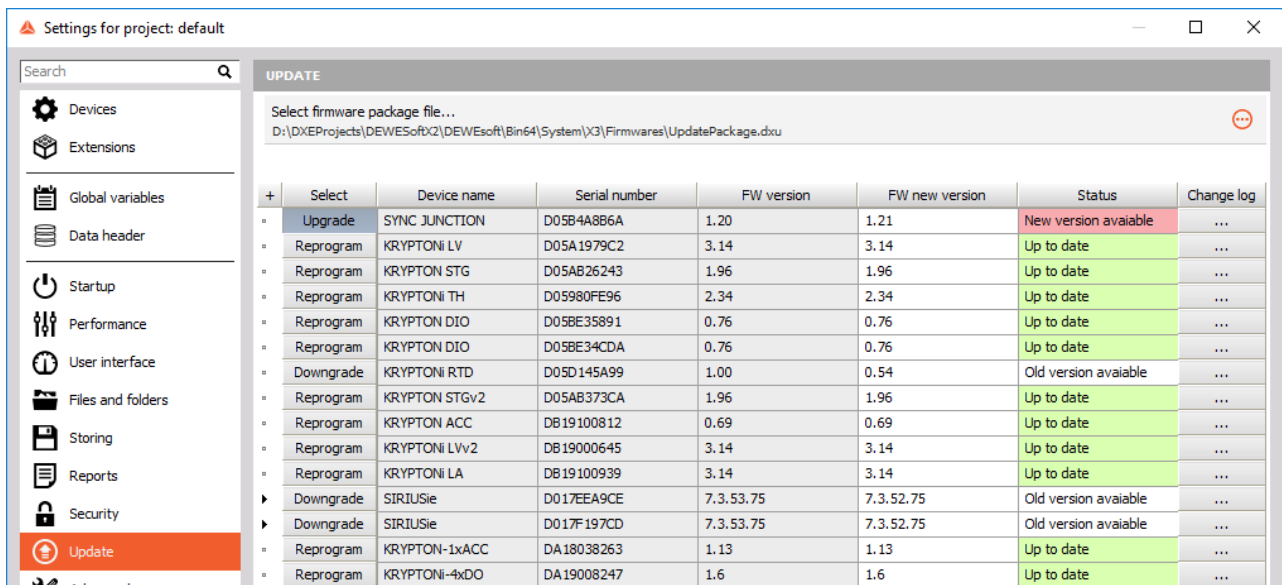 Settings for project: default
Search
Devices
Extensions
Global variables
Data header
Startup
Performance
User interface
Files and folders
Storing
Reports
Security
Update
UPDATE
Select firmware package file...
D:\DXEProjects\DEWESoftX2\DEWEsoft\Bin64\System\X3\Firmwares\UpdatePackage.dxu
+ Select Device name Serial number FW version FW new version Status Change log
Upgrade SYNC JUNCTION D05B4A8B6A 1.20 1.21 New version avaiable ...
Reprogram KRYPTONi LV D05A1979C2 3.14 3.14 Up to date ...
Reprogram KRYPTON STG D05AB26243 1.96 1.96 Up to date ...
Reprogram KRYPTONi TH D05980FE96 2.34 2.34 Up to date ...
Reprogram KRYPTON DIO D05BE35891 0.76 0.76 Up to date ...
Reprogram KRYPTON DIO D05BE34CDA 0.76 0.76 Up to date ...
Downgrade KRYPTONi RTD D05D145A99 1.00 0.54 Old version avaiable ...
Reprogram KRYPTON STGv2 D05AB373CA 1.96 1.96 Up to date ...
Reprogram KRYPTON ACC DB19100812 0.69 0.69 Up to date ...
Reprogram KRYPTONi LVv2 DB19000645 3.14 3.14 Up to date ...
Reprogram KRYPTONi LA DB19100939 3.14 3.14 Up to date ...
Downgrade SIRIUSie D017EEA9CE 7.3.53.75 7.3.52.75 Old version avaiable ...
Downgrade SIRIUSie D017F197CD 7.3.53.75 7.3.52.75 Old version avaiable ...
Reprogram KRYPTON-1xACC DA18038263 1.13 1.13 Up to date ...
Reprogram KRYPTONi-4xDO DA19008247 1.6 1.6 Up to date ...